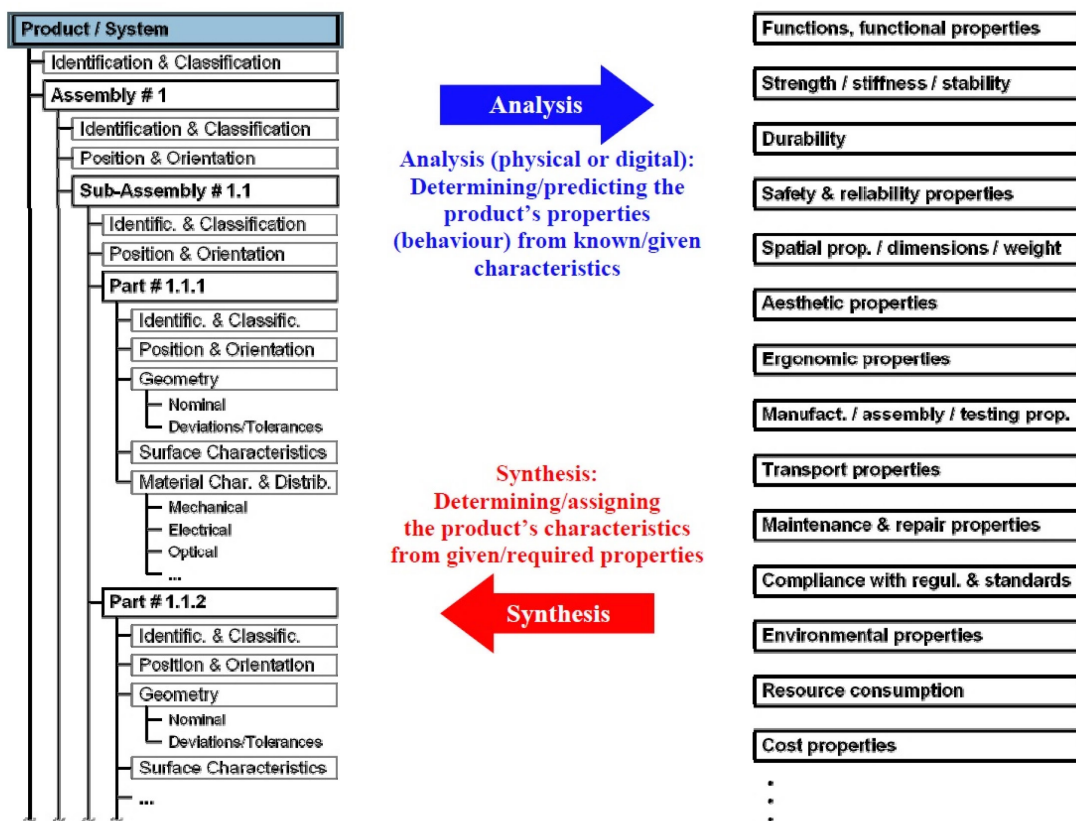 Product / System
Identification & Classification
Assembly # 1
Identification & Classification
Position & Orientation
Sub-Assembly # 1.1
Identific. & Classification
Position & Orientation
Part # 1.1.1
Identific. & Classific.
Position & Orientation
Geometry
Nominal
Deviations/Tolerances
Surface Characteristics
Material Char. & Distrib.
Mechanical
Electrical
Optical
...
Part # 1.1.2
Identific. & Classific.
Position & Orientation
Geometry
Nominal
Deviations/Tolerances
Surface Characteristics
...
Analysis
Analysis (physical or digital):
Determining/predicting the
product's properties
(behaviour) from known/given
characteristics
Synthesis:
Determining/assigning
the product's characteristics
from given/required properties
Synthesis
Functions, functional properties
Strength / stiffness / stability
Durability
Safety & reliability properties
Spatial prop. / dimensions / weight
Aesthetic properties
Ergonomic properties
Manufact. / assembly / testing prop.
Transport properties
Maintenance & repair properties
Compliance with regul. & standards
Environmental properties
Resource consumption
Cost properties